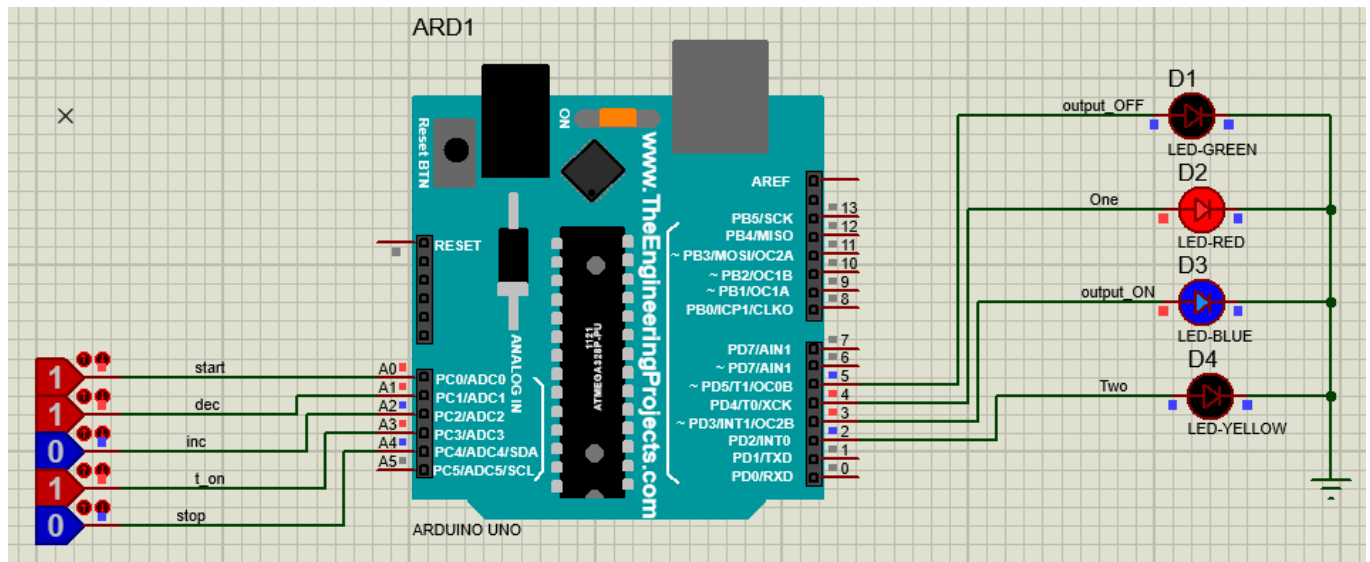 ARD1
D1
output_OFF
LED-GREEN
D2
One
LED-RED
D3
output_ON
LED-BLUE
D4
Two
LED-YELLOW
Reset BTN
ON
www.TheEngineeringProjects.com
1121
ATMEGA328P-PU
ANALOG IN
RESET
AREF
PB5/SCK 13
PB4/MISO 12
~ PB3/MOSI/OC2A 11
~ PB2/OC1B 10
~ PB1/OC1A 9
PB0/ICP1/CLKO 8
PD7/AIN1 7
~ PD7/AIN1 6
~ PD5/T1/OC0B 5
PD4/T0/XCK 4
~ PD3/INT1/OC2B 3
PD2/INT0 2
PD1/TXD 1
PD0/RXD 0
1 start A0 PC0/ADC0
1 dec A1 PC1/ADC1
0 inc A2 PC2/ADC2
1 t_on A3 PC3/ADC3
0 stop A4 PC4/ADC4/SDA
A5 PC5/ADC5/SCL
ARDUINO UNO